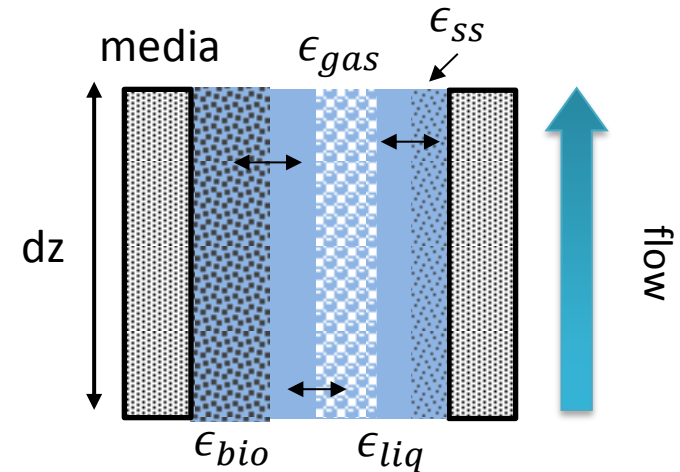 media
ϵ_gas
ϵ_ss
dz
flow
ϵ_bio
ϵ_liq